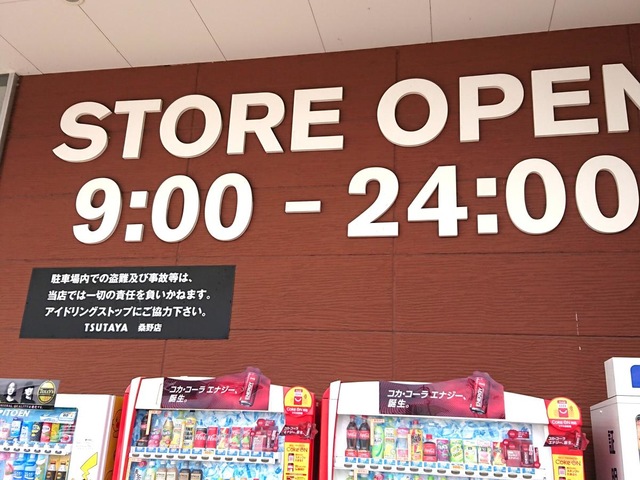 STORE OPEN
9:00 - 24:00
駐車場内での盗難及び事故等は、
当店では一切の責任を負いかねます。
アイドリングストップにご協力下さい。
TSUTAYA 桑野店
コカ・コーラ エナジー、
誕生。
コカ・コーラ エナジー、
誕生。
ITOEN
Coke ON